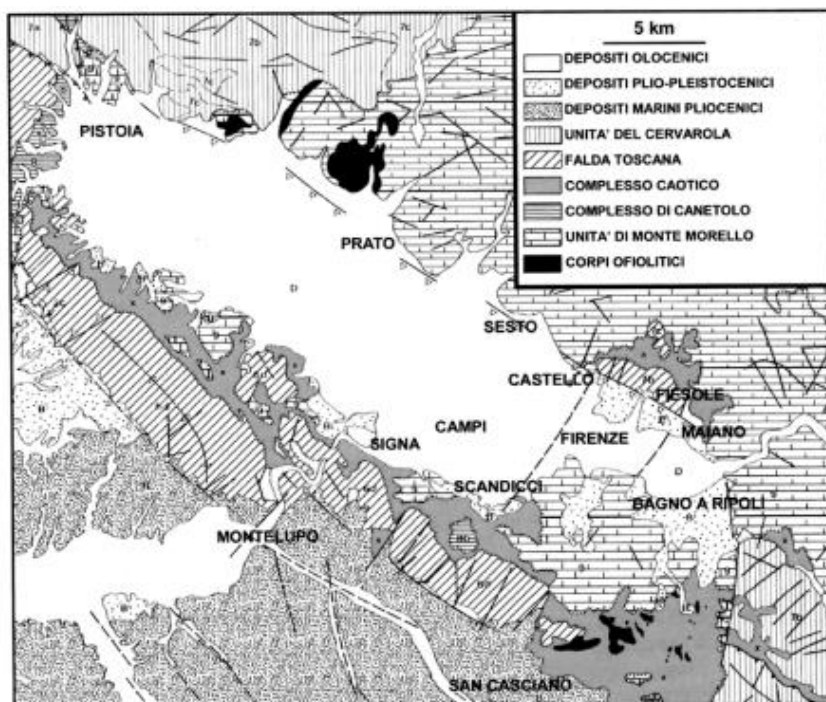 5 km
DEPOSITI OLOCENICI
DEPOSITI PLIO-PLEISTOCENICI
DEPOSITI MARINI PLIOCENICI
UNITA' DEL CERVAROLA
FALDA TOSCANA
COMPLESSO CAOTICO
COMPLESSO DI CANETOLO
UNITA' DI MONTE MORELLO
CORPI OFIOLITICI
PISTOIA
PRATO
D
SESTO
CASTELLO
FIESOLE
CAMPI
SIGNA
FIRENZE
MAIANO
D
SCANDICCI
BAGNO A RIPOLI
MONTELUPO
SAN CASCIANO